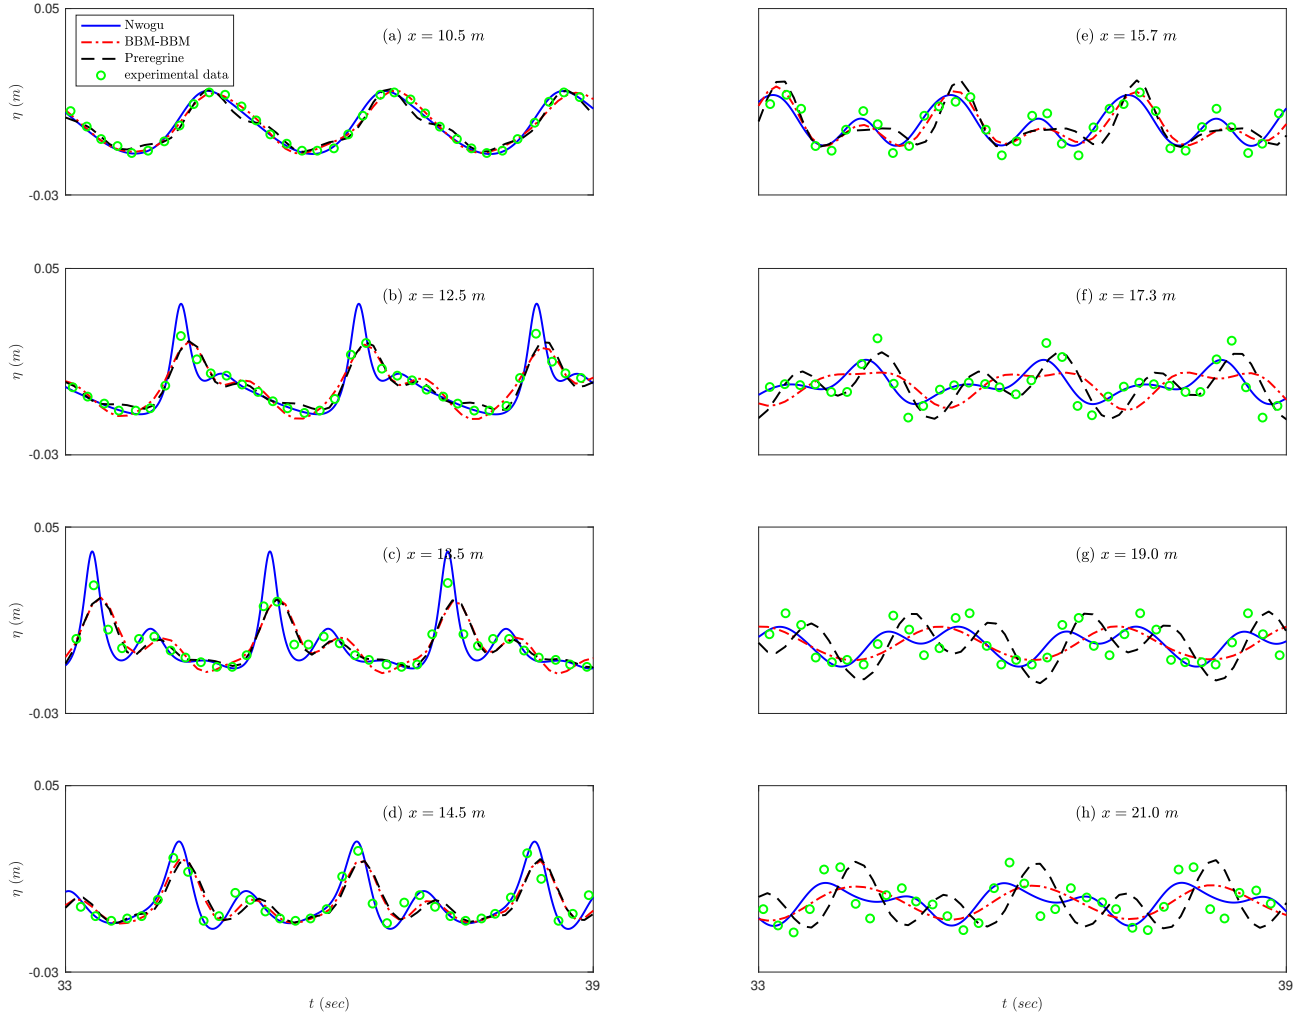 0.05
Nwogu
BBM-BBM
Preregrine
experimental data
(a) x = 10.5 m
η (m)
-0.03
(e) x = 15.7 m
0.05
(b) x = 12.5 m
η (m)
-0.03
(f) x = 17.3 m
0.05
(c) x = 13.5 m
η (m)
-0.03
(g) x = 19.0 m
0.05
(d) x = 14.5 m
η (m)
-0.03
33
39
t (sec)
(h) x = 21.0 m
33
39
t (sec)